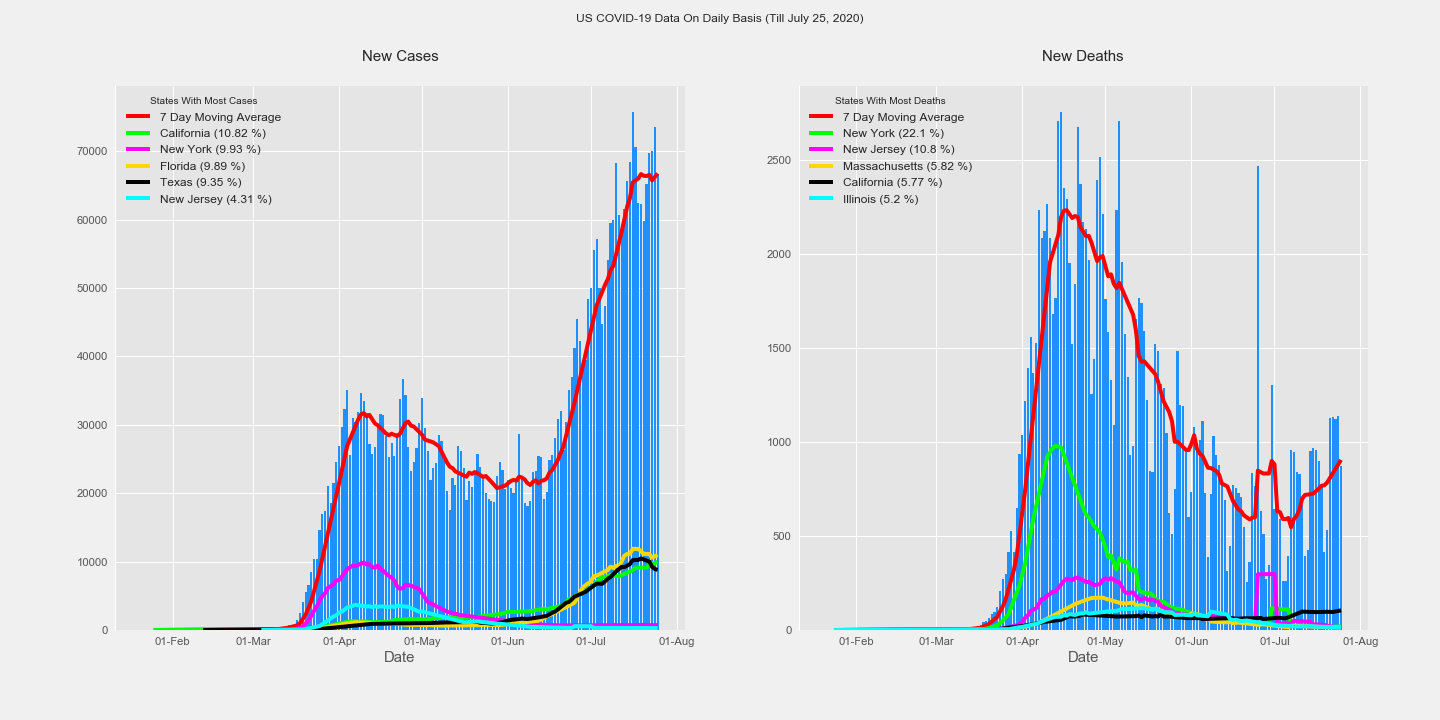 US COVID-19 Data On Daily Basis (Till July 25, 2020)
New Cases
States With Most Cases
7 Day Moving Average
California (10.82 %)
New York (9.93 %)
Florida (9.89 %)
Texas (9.35 %)
New Jersey (4.31 %)
70000
60000
50000
40000
30000
20000
10000
0
01-Feb 01-Mar 01-Apr 01-May 01-Jun 01-Jul 01-Aug
Date
New Deaths
States With Most Deaths
7 Day Moving Average
New York (22.1 %)
New Jersey (10.8 %)
Massachusetts (5.82 %)
California (5.77 %)
Illinois (5.2 %)
2500
2000
1500
1000
500
0
01-Feb 01-Mar 01-Apr 01-May 01-Jun 01-Jul 01-Aug
Date